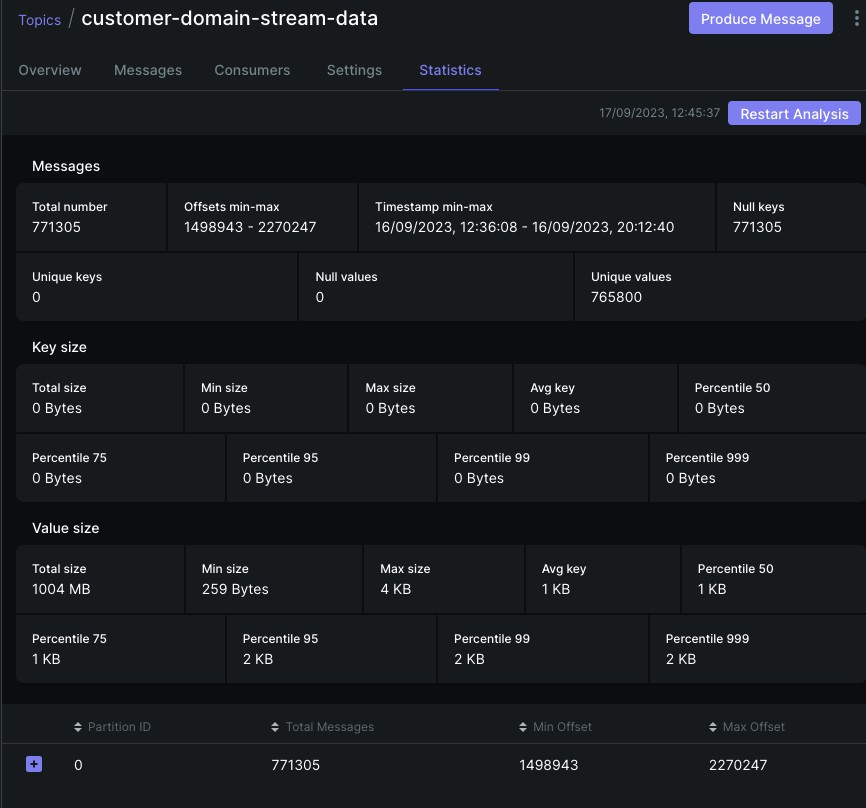 Topics / customer-domain-stream-data Produce Message
Overview Messages Consumers Settings Statistics
17/09/2023, 12:45:37 Restart Analysis
Messages
Total number Offsets min-max Timestamp min-max Null keys
771305 1498943 - 2270247 16/09/2023, 12:36:08 - 16/09/2023, 20:12:40 771305
Unique keys Null values Unique values
0 0 765800
Key size
Total size Min size Max size Avg key Percentile 50
0 Bytes 0 Bytes 0 Bytes 0 Bytes 0 Bytes
Percentile 75 Percentile 95 Percentile 99 Percentile 999
0 Bytes 0 Bytes 0 Bytes 0 Bytes
Value size
Total size Min size Max size Avg key Percentile 50
1004 MB 259 Bytes 4 KB 1 KB 1 KB
Percentile 75 Percentile 95 Percentile 99 Percentile 999
1 KB 2 KB 2 KB 2 KB
Partition ID Total Messages Min Offset Max Offset
0 771305 1498943 2270247